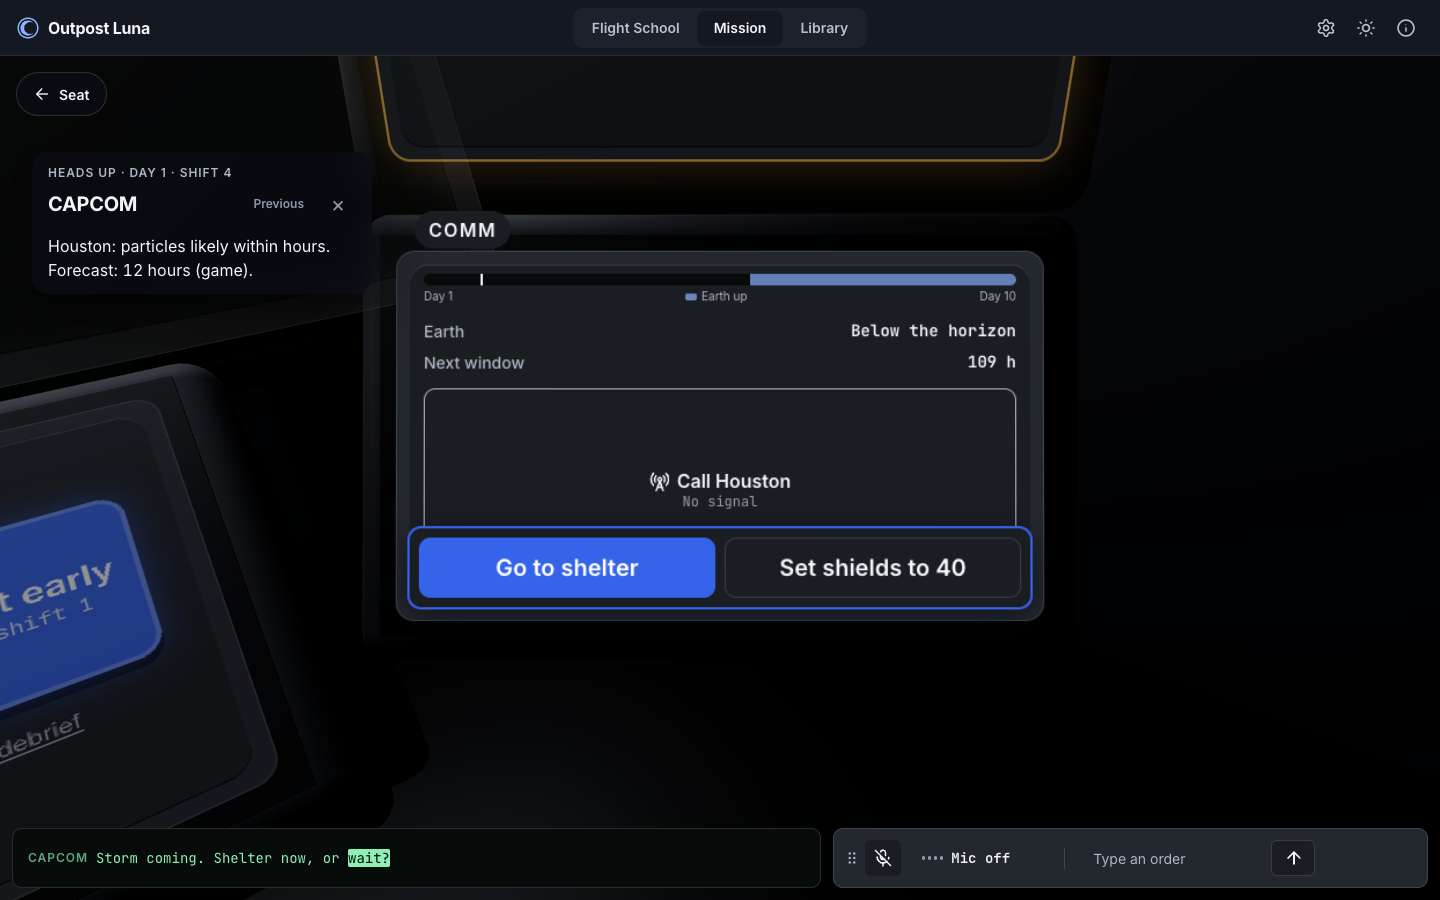 Outpost Luna
Flight School
Mission
Library
Seat
HEADS UP · DAY 1 · SHIFT 4
CAPCOM
Previous
Houston: particles likely within hours.
Forecast: 12 hours (game).
COMM
Day 1
Earth up
Day 10
Earth
Below the horizon
Next window
109 h
Call Houston
No signal
Go to shelter
Set shields to 40
t early
shift 1
debrief
CAPCOM Storm coming. Shelter now, or wait?
Mic off
Type an order